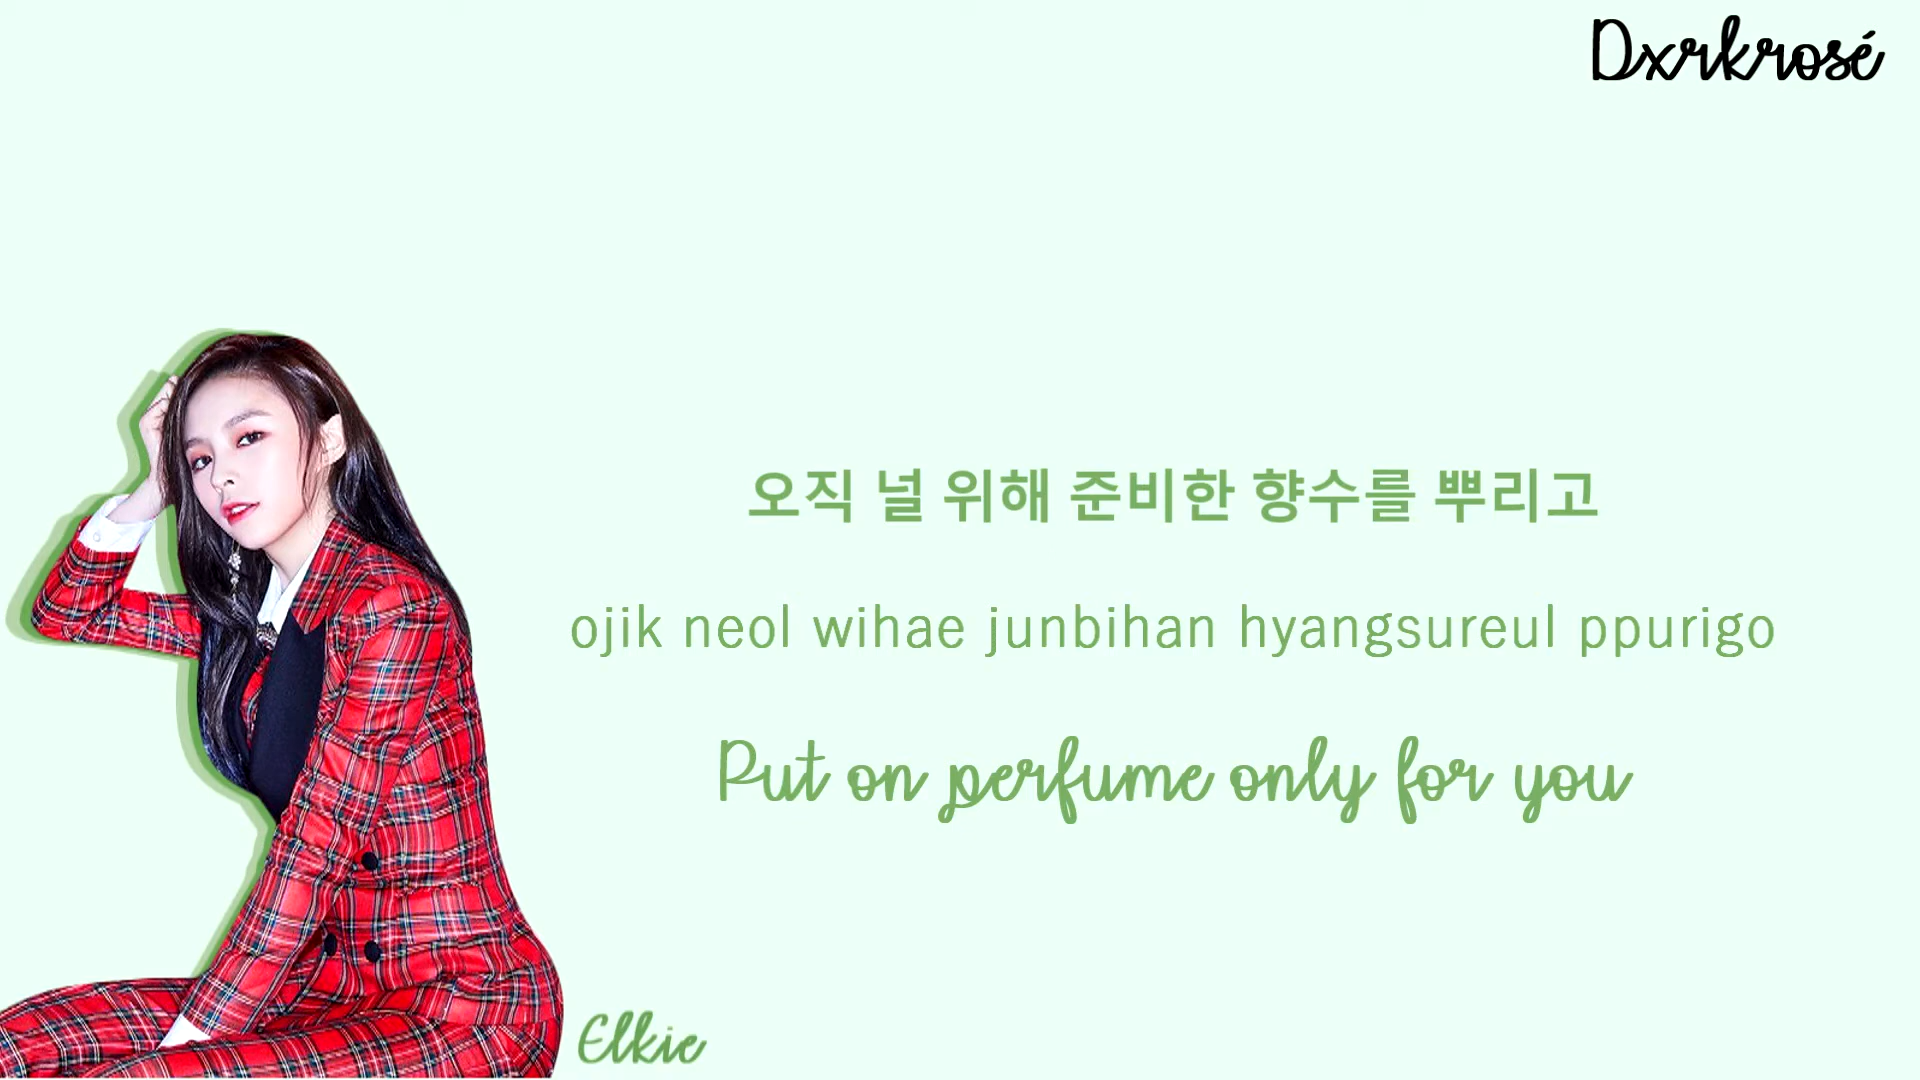 Dxrkrosé
오직 널 위해 준비한 향수를 뿌리고
ojik neol wihae junbihan hyangsureul ppurigo
Put on perfume only for you
Elkie